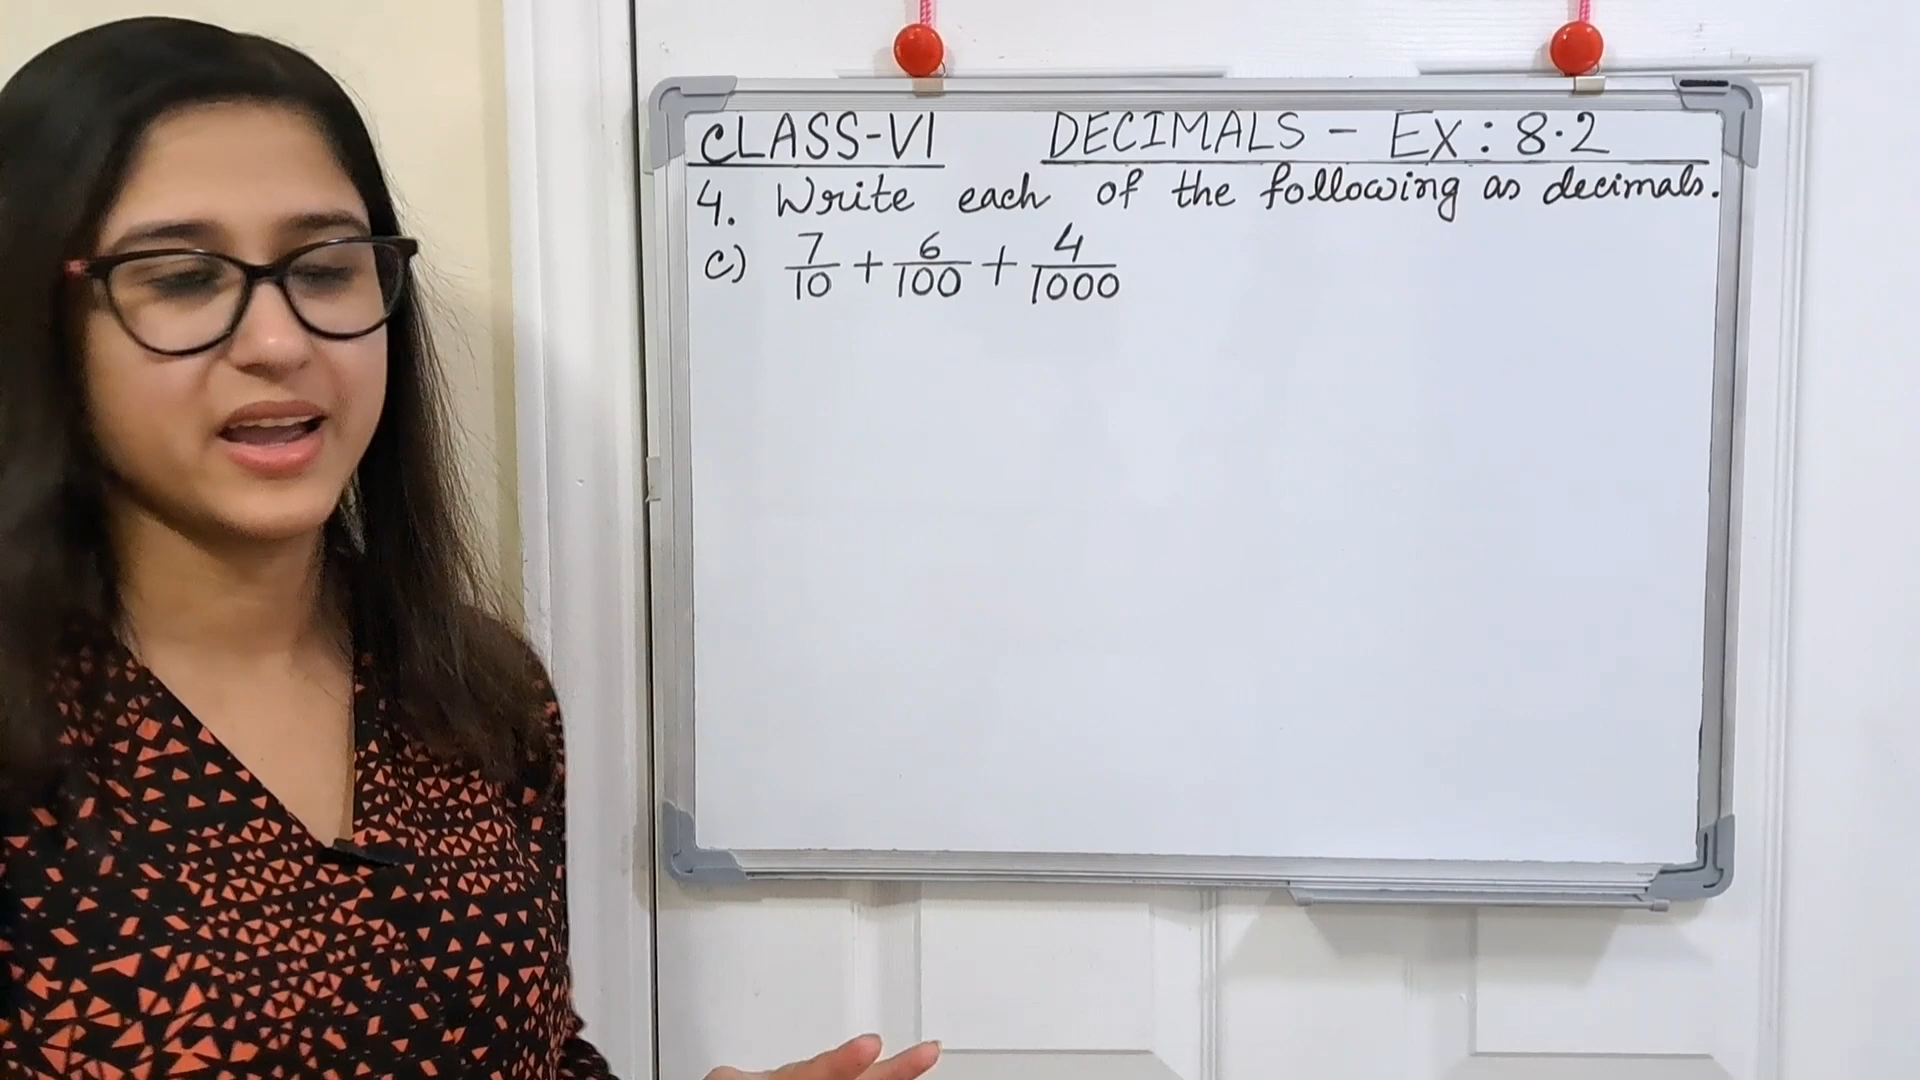 CLASS-VI DECIMALS - EX: 8.2
4. Write each of the following as decimals.
c) 7/10 + 6/100 + 4/1000